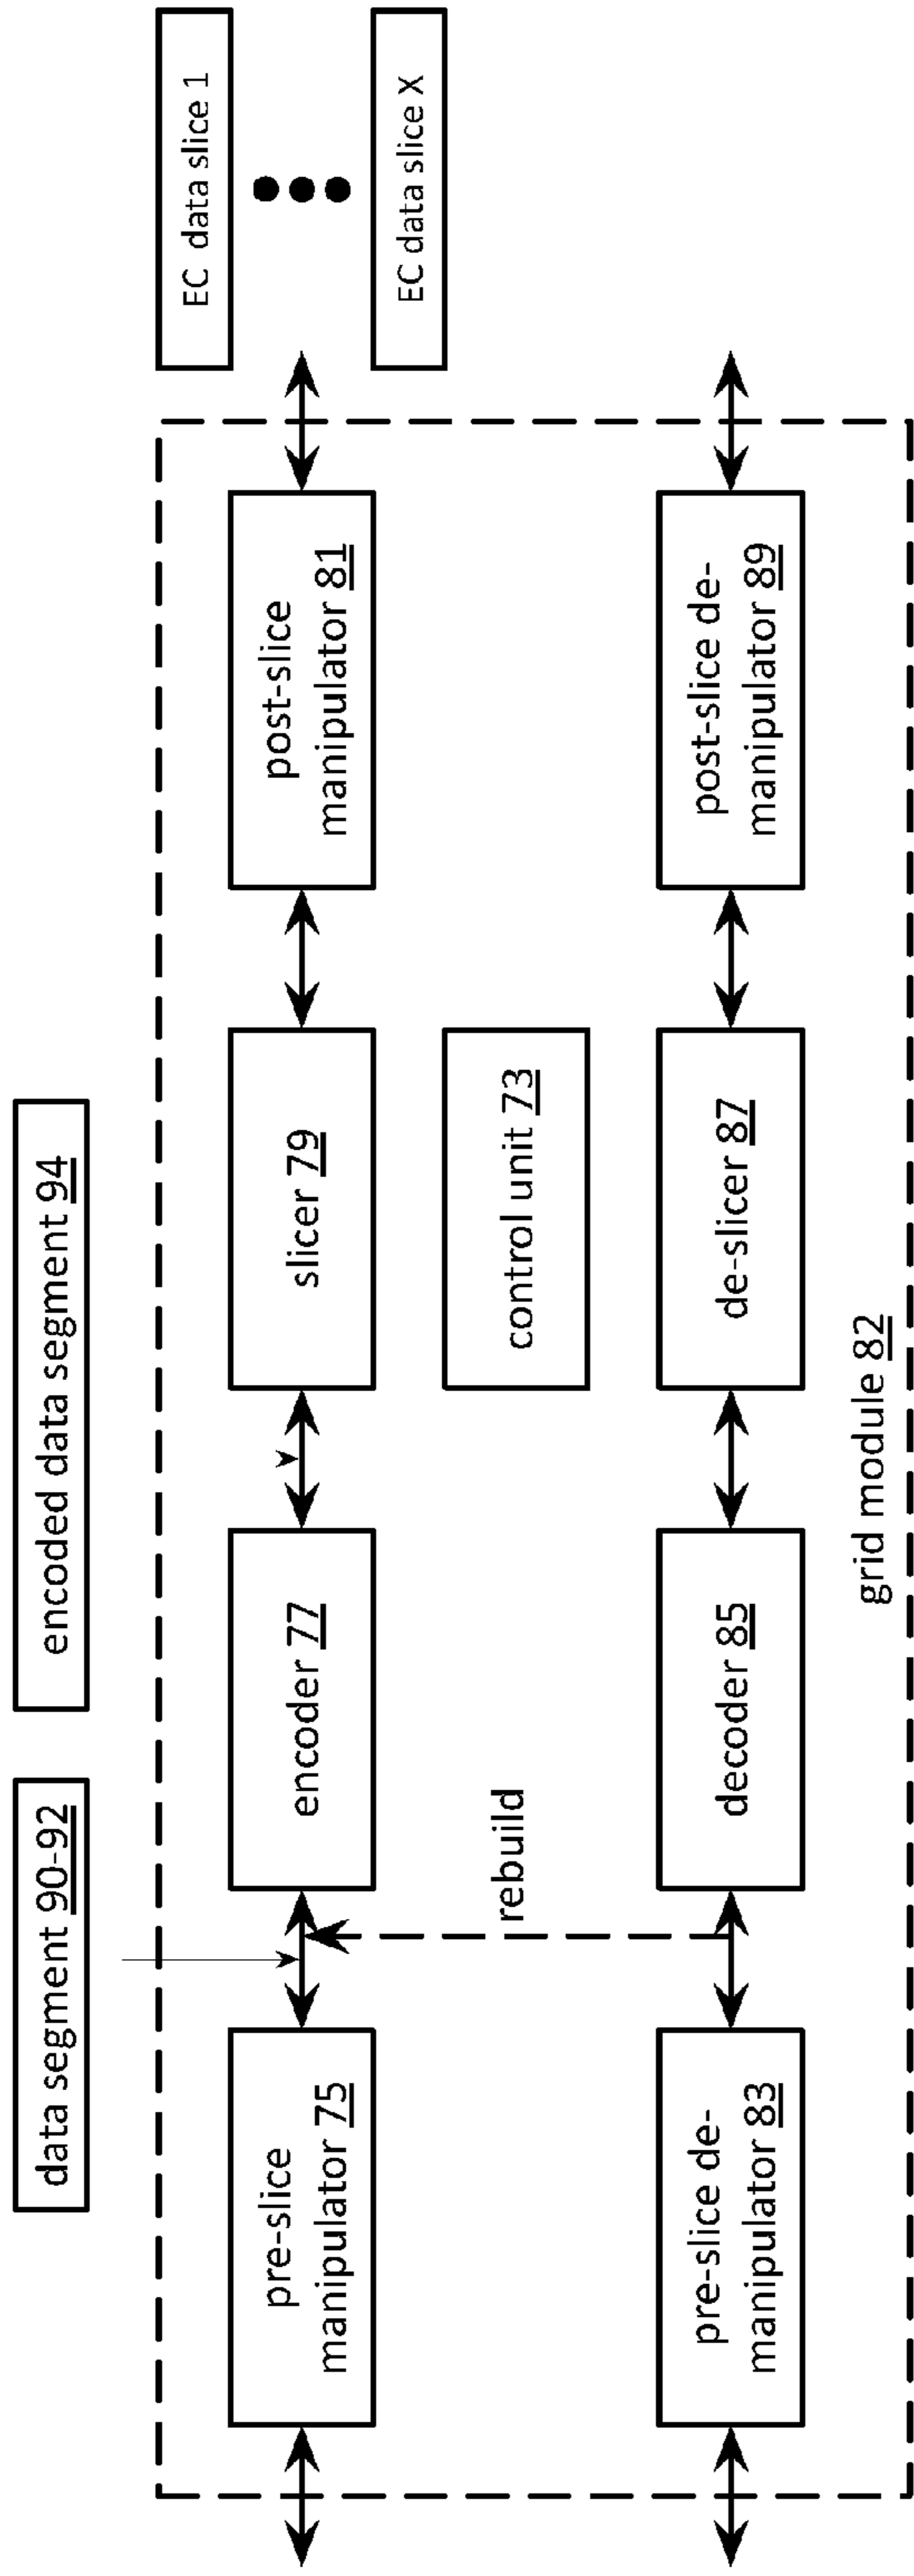 data segment 90-92
encoded data segment 94
pre-slice
manipulator 75
encoder 77
slicer 79
post-slice
manipulator 81
EC data slice 1
EC data slice X
rebuild
control unit 73
pre-slice de-
manipulator 83
decoder 85
de-slicer 87
post-slice de-
manipulator 89
grid module 82